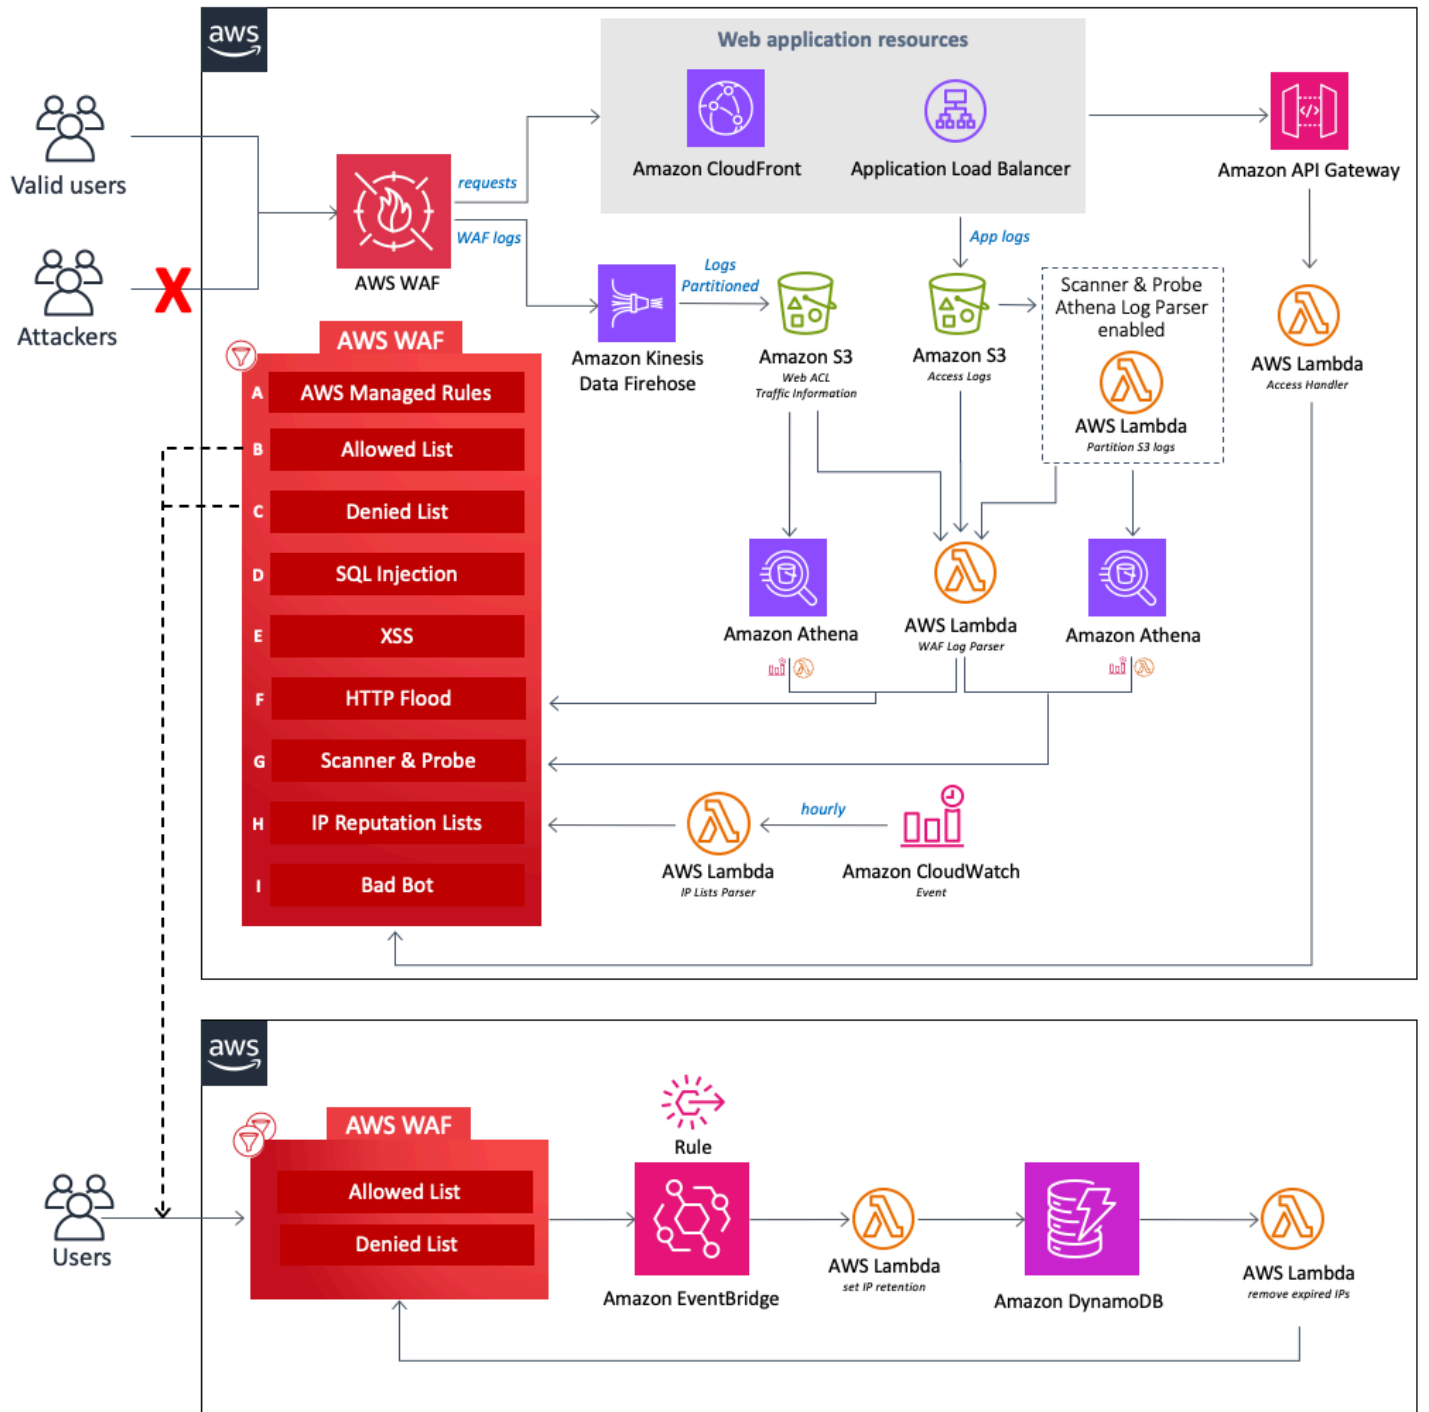 aws
Web application resources
Amazon CloudFront
Application Load Balancer
Amazon API Gateway
Valid users
Attackers
X
requests
WAF logs
AWS WAF
App logs
Logs
Partitioned
Amazon Kinesis
Data Firehose
Amazon S3
Web ACL
Traffic Information
Amazon S3
Access Logs
Scanner & Probe
Athena Log Parser
enabled
AWS Lambda
Partition S3 logs
AWS Lambda
Access Handler
AWS WAF
A AWS Managed Rules
B Allowed List
C Denied List
D SQL Injection
E XSS
F HTTP Flood
G Scanner & Probe
H IP Reputation Lists
I Bad Bot
Amazon Athena
AWS Lambda
WAF Log Parser
Amazon Athena
AWS Lambda
IP Lists Parser
hourly
Amazon CloudWatch
Event
aws
Users
AWS WAF
Allowed List
Denied List
Rule
Amazon EventBridge
AWS Lambda
set IP retention
Amazon DynamoDB
AWS Lambda
remove expired IPs